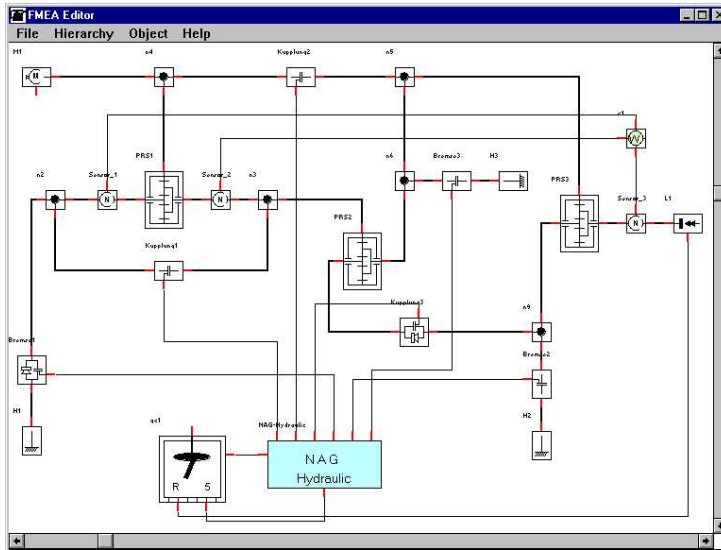 FMEA Editor
File Hierarchy Object Help
M1
n4
Kupplung2
n5
n1
PRS1
n2
Sensor_1
Sensor_2
n3
n6
Bremse3
H3
PRS3
Sensor_3
L1
M
N
N
N
PRS2
Kupplung1
Kupplung3
n9
Bremse1
Bremse2
H1
H2
gs1
NAG-Hydraulic
NAG
Hydraulic
R 5